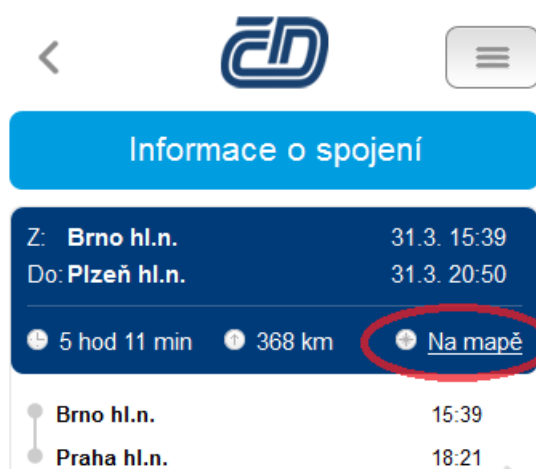 ČD
Informace o spojení
Z: Brno hl.n. 31.3. 15:39
Do: Plzeň hl.n. 31.3. 20:50
5 hod 11 min 368 km Na mapě
Brno hl.n. 15:39
Praha hl.n. 18:21